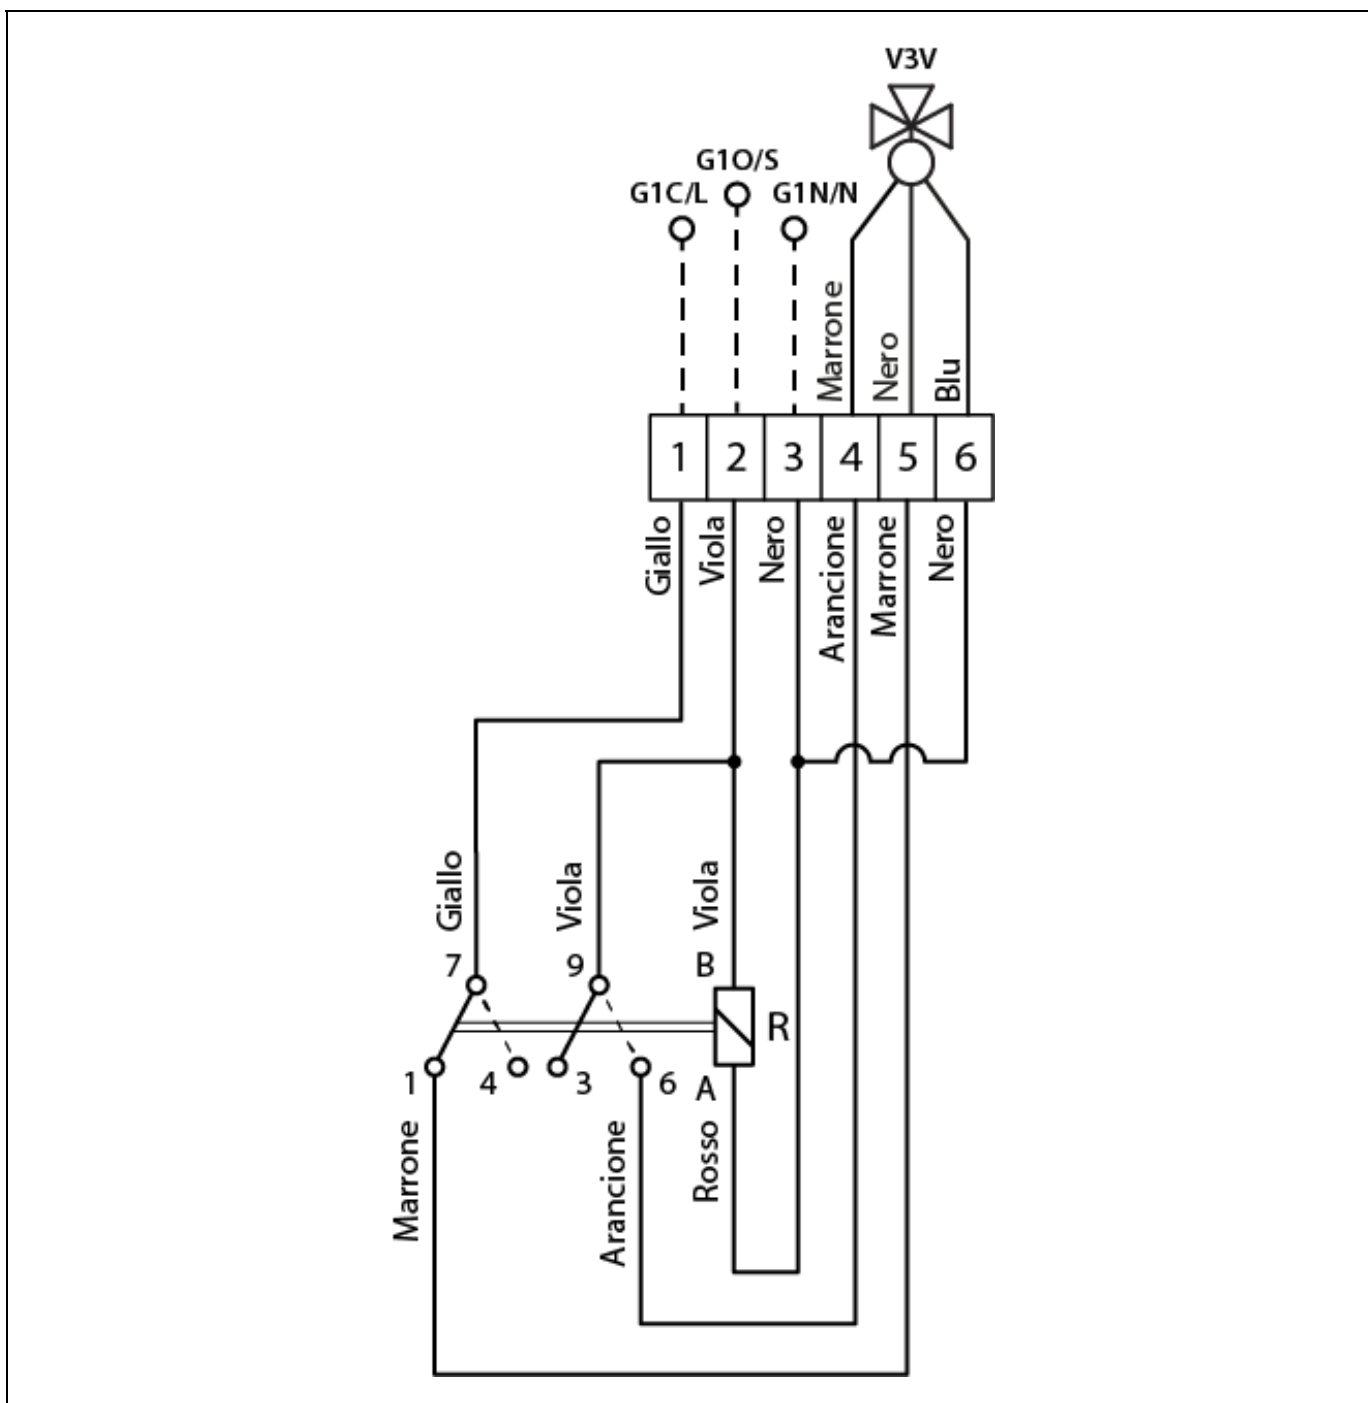 V3V
G1O/S
G1C/L
G1N/N
Marrone
Nero
Blu
1 2 3 4 5 6
Giallo
Viola
Nero
Arancione
Marrone
Nero
Giallo
Viola
Viola
7
9
B
R
1
4
3
6
A
Marrone
Arancione
Rosso